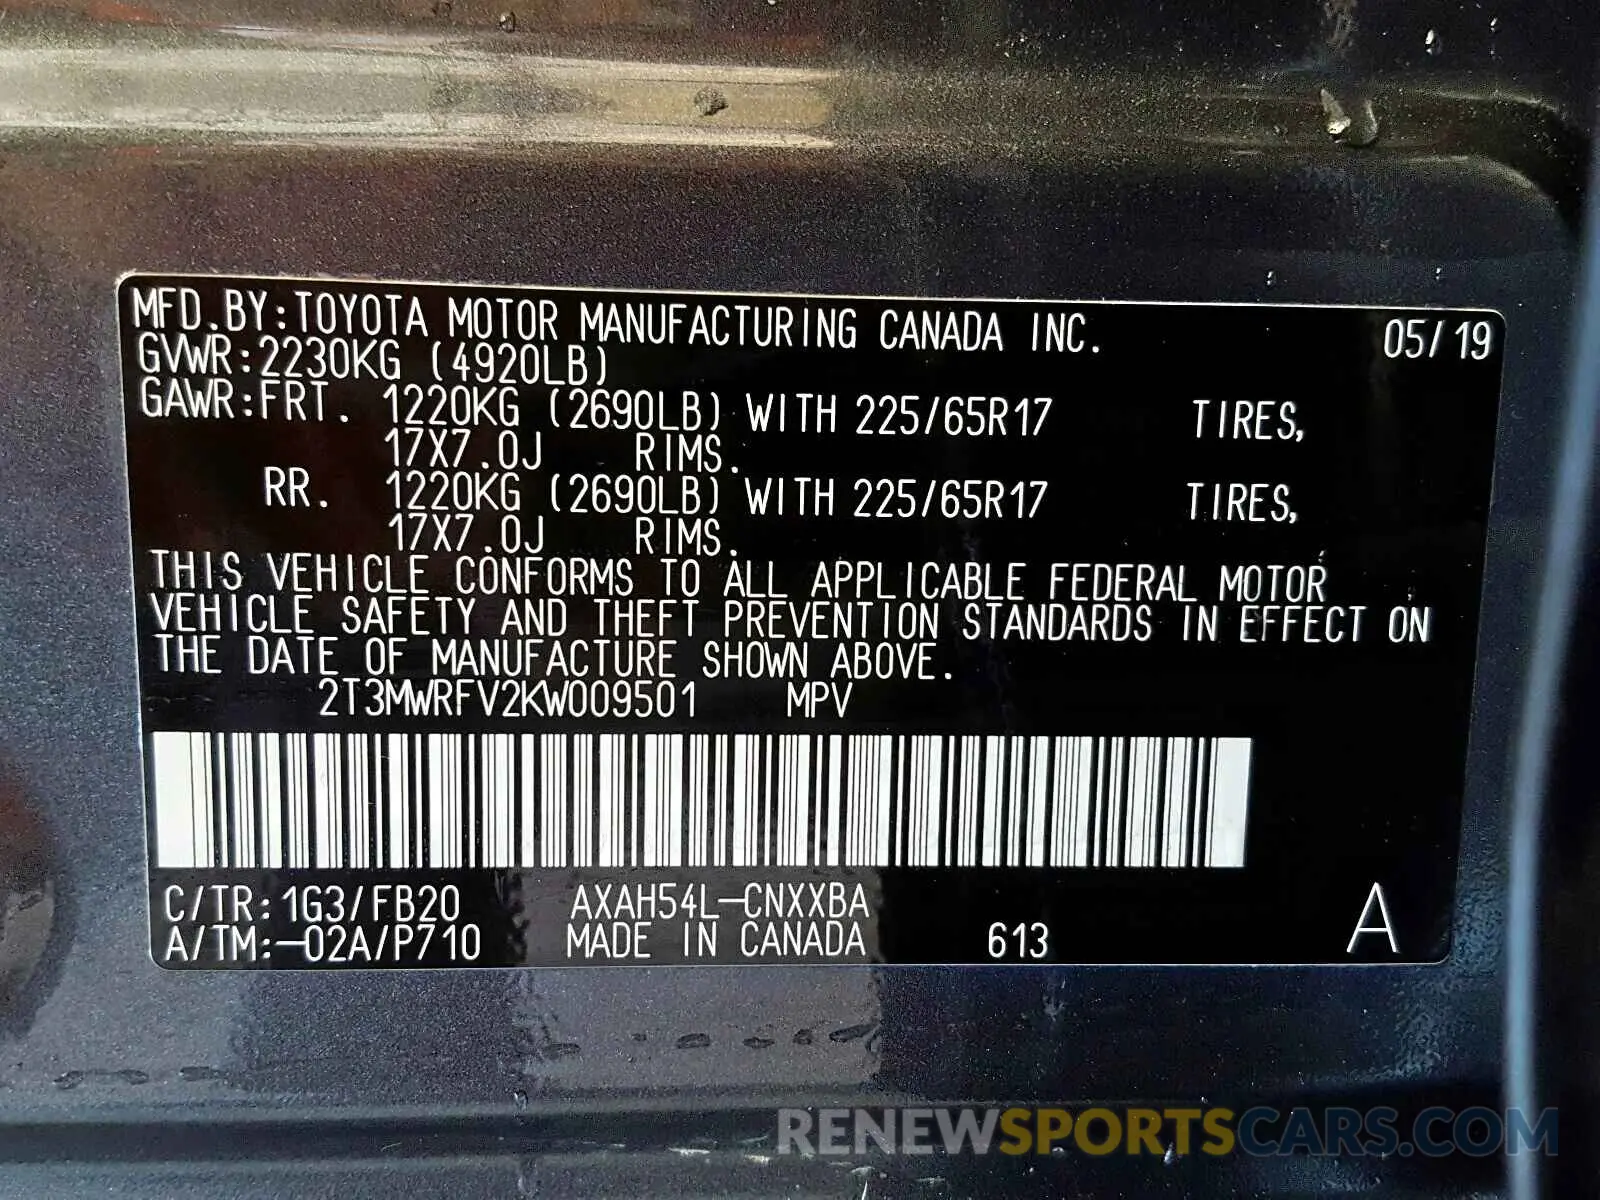 MFD.BY:TOYOTA MOTOR MANUFACTURING CANADA INC. 05/19
GVWR:2230KG (4920LB)
GAWR:FRT. 1220KG (2690LB) WITH 225/65R17 TIRES,
17X7.0J RIMS.
RR. 1220KG (2690LB) WITH 225/65R17 TIRES,
17X7.0J RIMS.
THIS VEHICLE CONFORMS TO ALL APPLICABLE FEDERAL MOTOR
VEHICLE SAFETY AND THEFT PREVENTION STANDARDS IN EFFECT ON
THE DATE OF MANUFACTURE SHOWN ABOVE.
2T3MWRFV2KW009501 MPV
C/TR:1G3/FB20 AXAH54L-CNXXBA
A/TM:-02A/P710 MADE IN CANADA 613 A
RENEWSPORTSCARS.COM